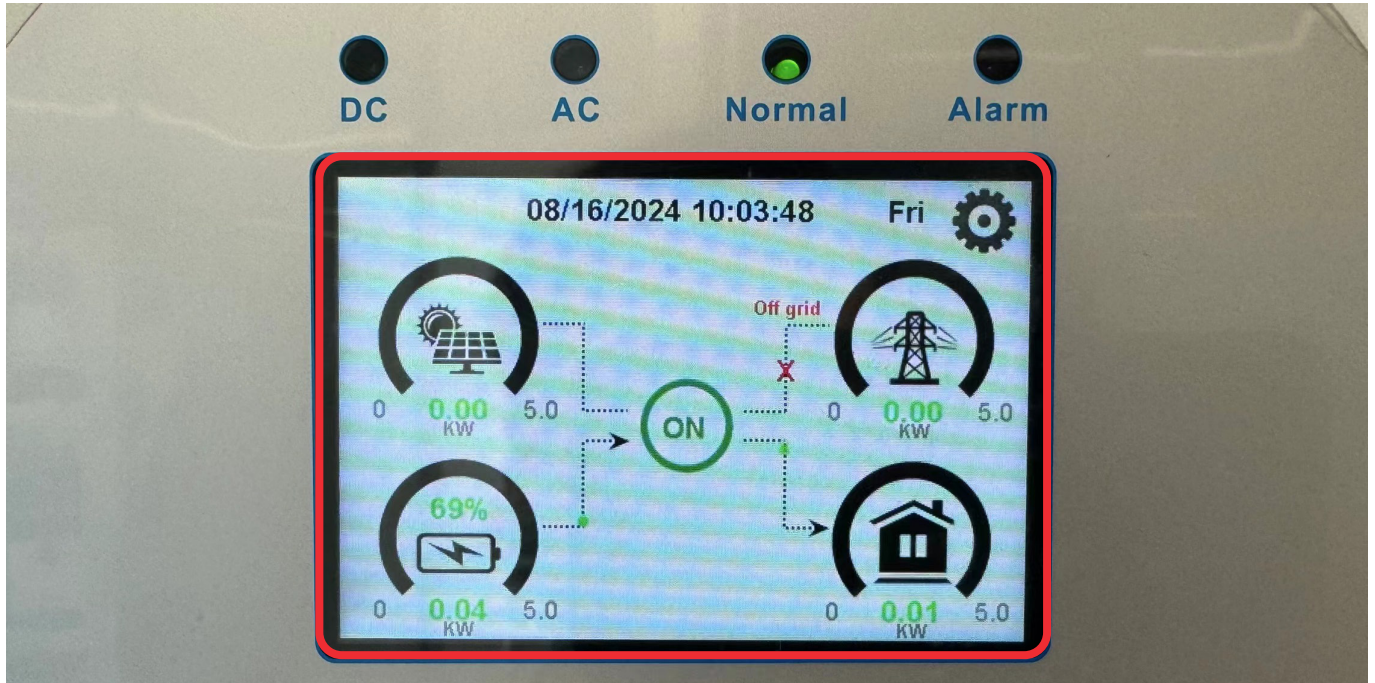 DC AC Normal Alarm
08/16/2024 10:03:48 Fri
Off grid
0 0.00 5.0 0 0.00 5.0
KW KW
ON
69%
0 0.04 5.0 0 0.01 5.0
KW KW